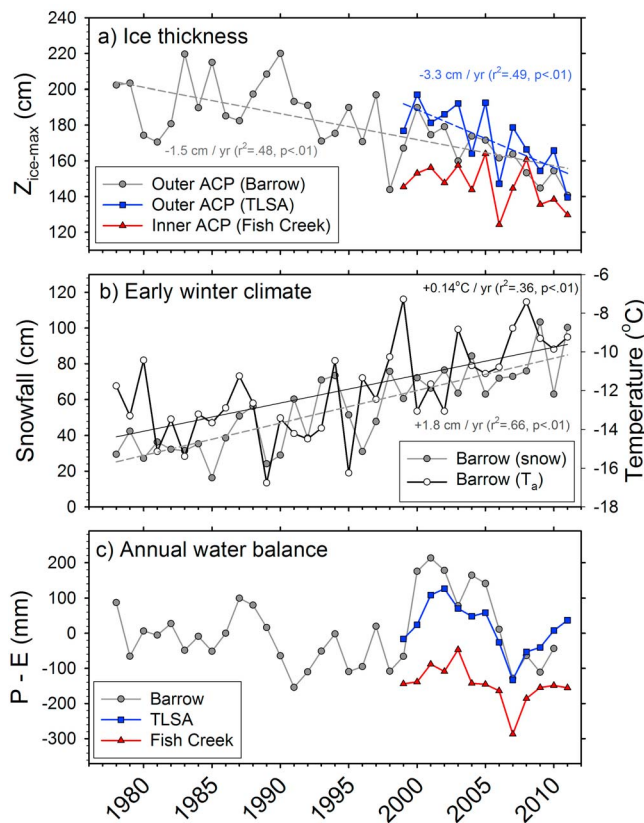 a) Ice thickness
Z ice-max (cm)
240
220
200
180
160
140
120
-3.3 cm / yr (r²=.49, p<.01)
-1.5 cm / yr (r²=.48, p<.01)
Outer ACP (Barrow)
Outer ACP (TLSA)
Inner ACP (Fish Creek)
b) Early winter climate
Snowfall (cm)
120
100
80
60
40
20
0
+0.14°C / yr (r²=.36, p<.01)
+1.8 cm / yr (r²=.66, p<.01)
Barrow (snow)
Barrow (Ta)
-6
-8
-10
-12
-14
-16
-18
Temperature (°C)
c) Annual water balance
P - E (mm)
200
100
0
-100
-200
-300
Barrow
TLSA
Fish Creek
1980
1985
1990
1995
2000
2005
2010